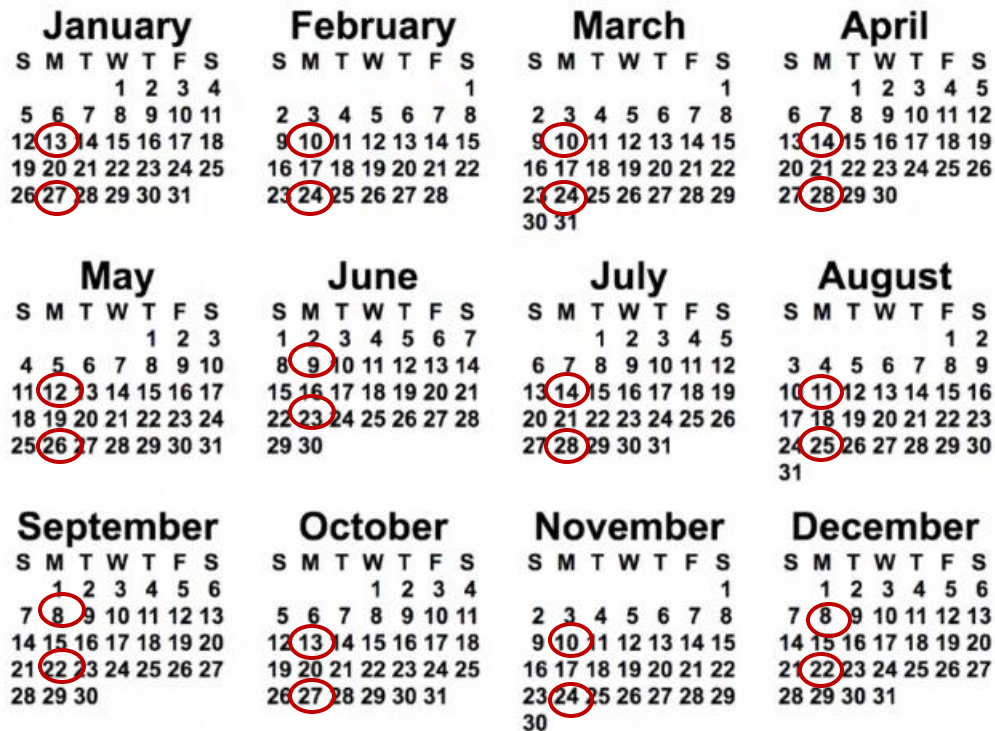 January February March April
S M T W T F S S M T W T F S S M T W T F S S M T W T F S
1 2 3 4 1 1 1 2 3 4 5
5 6 7 8 9 10 11 2 3 4 5 6 7 8 2 3 4 5 6 7 8 6 7 8 9 10 11 12
12 13 14 15 16 17 18 9 10 11 12 13 14 15 9 10 11 12 13 14 15 13 14 15 16 17 18 19
19 20 21 22 23 24 25 16 17 18 19 20 21 22 16 17 18 19 20 21 22 20 21 22 23 24 25 26
26 27 28 29 30 31 23 24 25 26 27 28 23 24 25 26 27 28 29 27 28 29 30
30 31
May June July August
S M T W T F S S M T W T F S S M T W T F S S M T W T F S
1 2 3 1 2 3 4 5 6 7 1 2 3 4 5 1 2
4 5 6 7 8 9 10 8 9 10 11 12 13 14 6 7 8 9 10 11 12 3 4 5 6 7 8 9
11 12 13 14 15 16 17 15 16 17 18 19 20 21 13 14 15 16 17 18 19 10 11 12 13 14 15 16
18 19 20 21 22 23 24 22 23 24 25 26 27 28 20 21 22 23 24 25 26 17 18 19 20 21 22 23
25 26 27 28 29 30 31 29 30 27 28 29 30 31 24 25 26 27 28 29 30
31
September October November December
S M T W T F S S M T W T F S S M T W T F S S M T W T F S
1 2 3 4 5 6 1 2 3 4 1 1 2 3 4 5 6
7 8 9 10 11 12 13 5 6 7 8 9 10 11 2 3 4 5 6 7 8 7 8 9 10 11 12 13
14 15 16 17 18 19 20 12 13 14 15 16 17 18 9 10 11 12 13 14 15 14 15 16 17 18 19 20
21 22 23 24 25 26 27 19 20 21 22 23 24 25 16 17 18 19 20 21 22 21 22 23 24 25 26 27
28 29 30 26 27 28 29 30 31 23 24 25 26 27 28 29 28 29 30 31
30